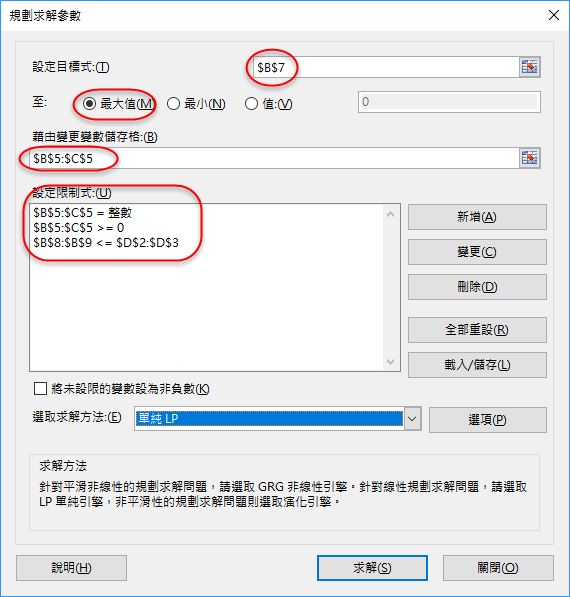 規劃求解參數
設定目標式:(T)
$B$7
至:
最大值(M)
最小(N)
值:(V)
0
藉由變更變數儲存格:(B)
$B$5:$C$5
設定限制式:(U)
$B$5:$C$5 = 整數
$B$5:$C$5 >= 0
$B$8:$B$9 <= $D$2:$D$3
新增(A)
變更(C)
刪除(D)
全部重設(R)
載入/儲存(L)
將未設限的變數設為非負數(K)
選取求解方法:(E)
單純 LP
選項(P)
求解方法
針對平滑非線性的規劃求解問題，請選取 GRG 非線性引擎。針對線性規劃求解問題，請選取
LP 單純引擎，非平滑性的規劃求解問題則選取演化引擎。
說明(H)
求解(S)
關閉(O)